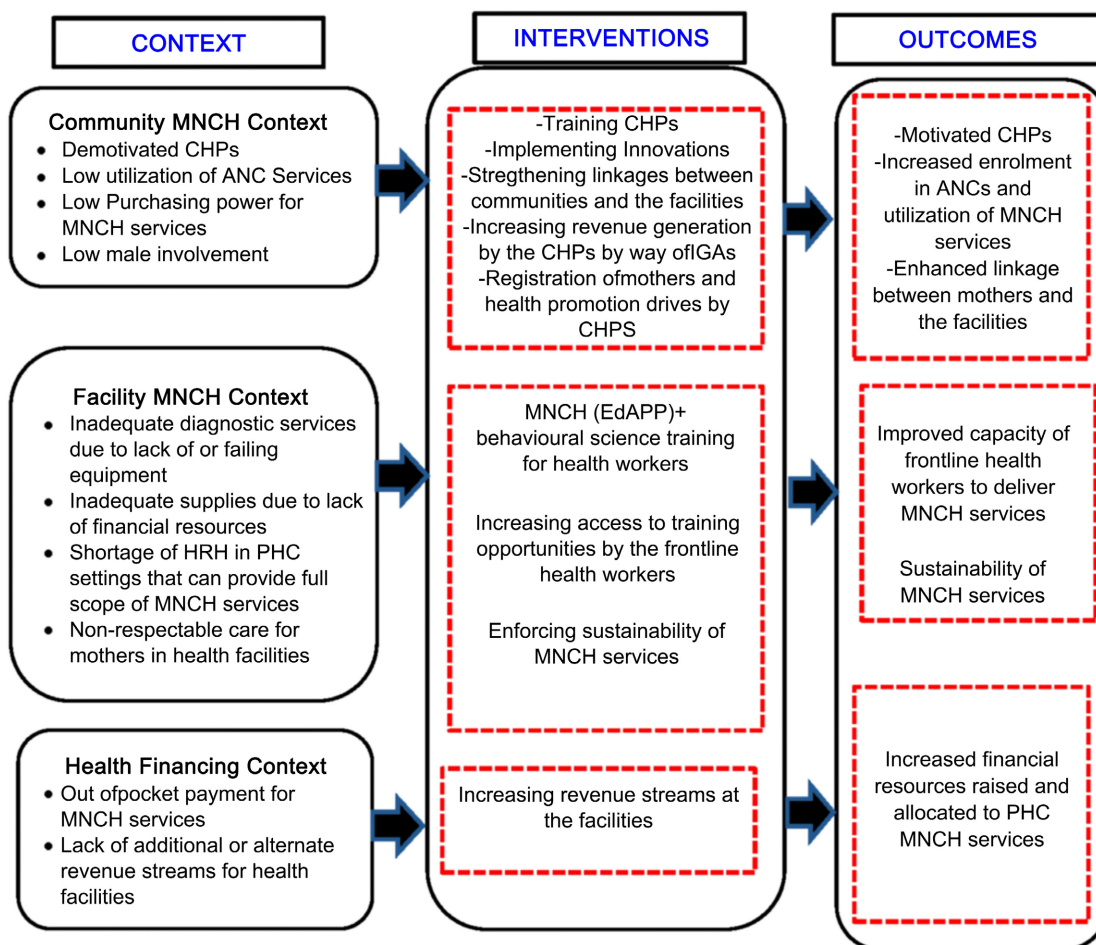 CONTEXT
INTERVENTIONS
OUTCOMES
Community MNCH Context
• Demotivated CHPs
• Low utilization of ANC Services
• Low Purchasing power for
MNCH services
• Low male involvement
-Training CHPs
-Implementing Innovations
-Stregthening linkages between
communities and the facilities
-Increasing revenue generation
by the CHPs by way ofIGAs
-Registration ofmothers and
health promotion drives by
CHPS
-Motivated CHPs
-Increased enrolment
in ANCs and
utilization of MNCH
services
-Enhanced linkage
between mothers and
the facilities
Facility MNCH Context
• Inadequate diagnostic services
due to lack of or failing
equipment
• Inadequate supplies due to lack
of financial resources
• Shortage of HRH in PHC
settings that can provide full
scope of MNCH services
• Non-respectable care for
mothers in health facilities
MNCH (EdAPP)+
behavioural science training
for health workers
Increasing access to training
opportunities by the frontline
health workers
Enforcing sustainability of
MNCH services
Improved capacity of
frontline health
workers to deliver
MNCH services
Sustainability of
MNCH services
Health Financing Context
• Out ofpocket payment for
MNCH services
• Lack of additional or alternate
revenue streams for health
facilities
Increasing revenue streams at
the facilities
Increased financial
resources raised and
allocated to PHC
MNCH services